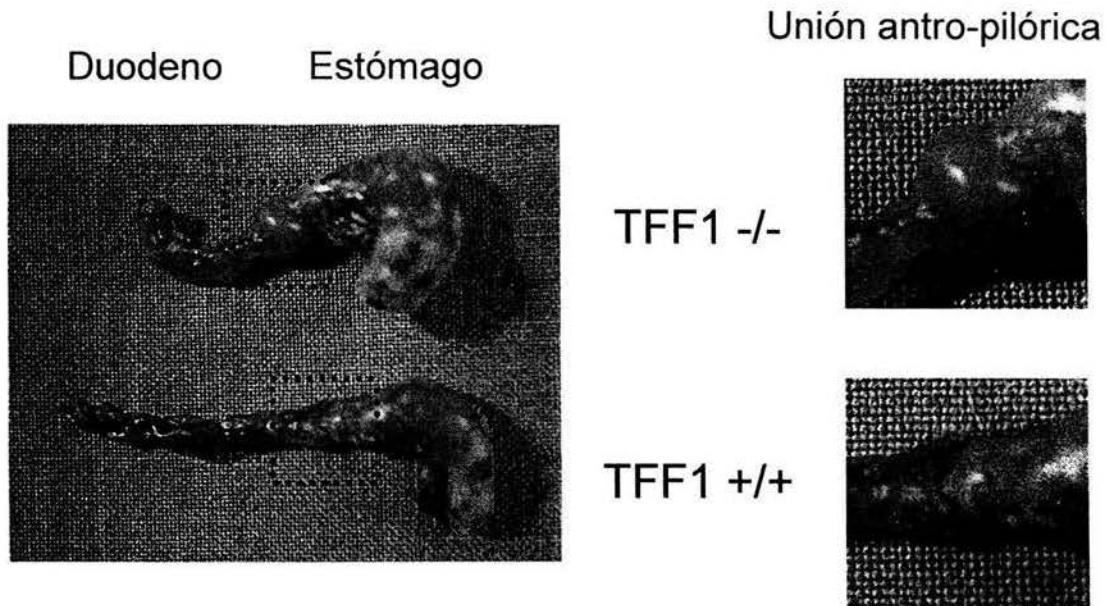 Unión antro-pilórica
Duodeno
Estómago
TFF1 -/-
TFF1 +/+